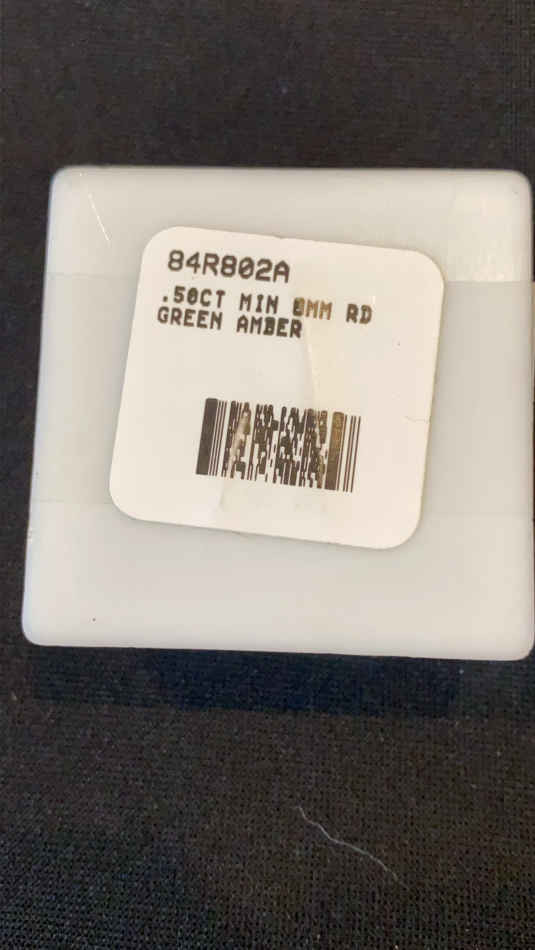 84R802A
.50CT MIN 8MM RD
GREEN AMBER